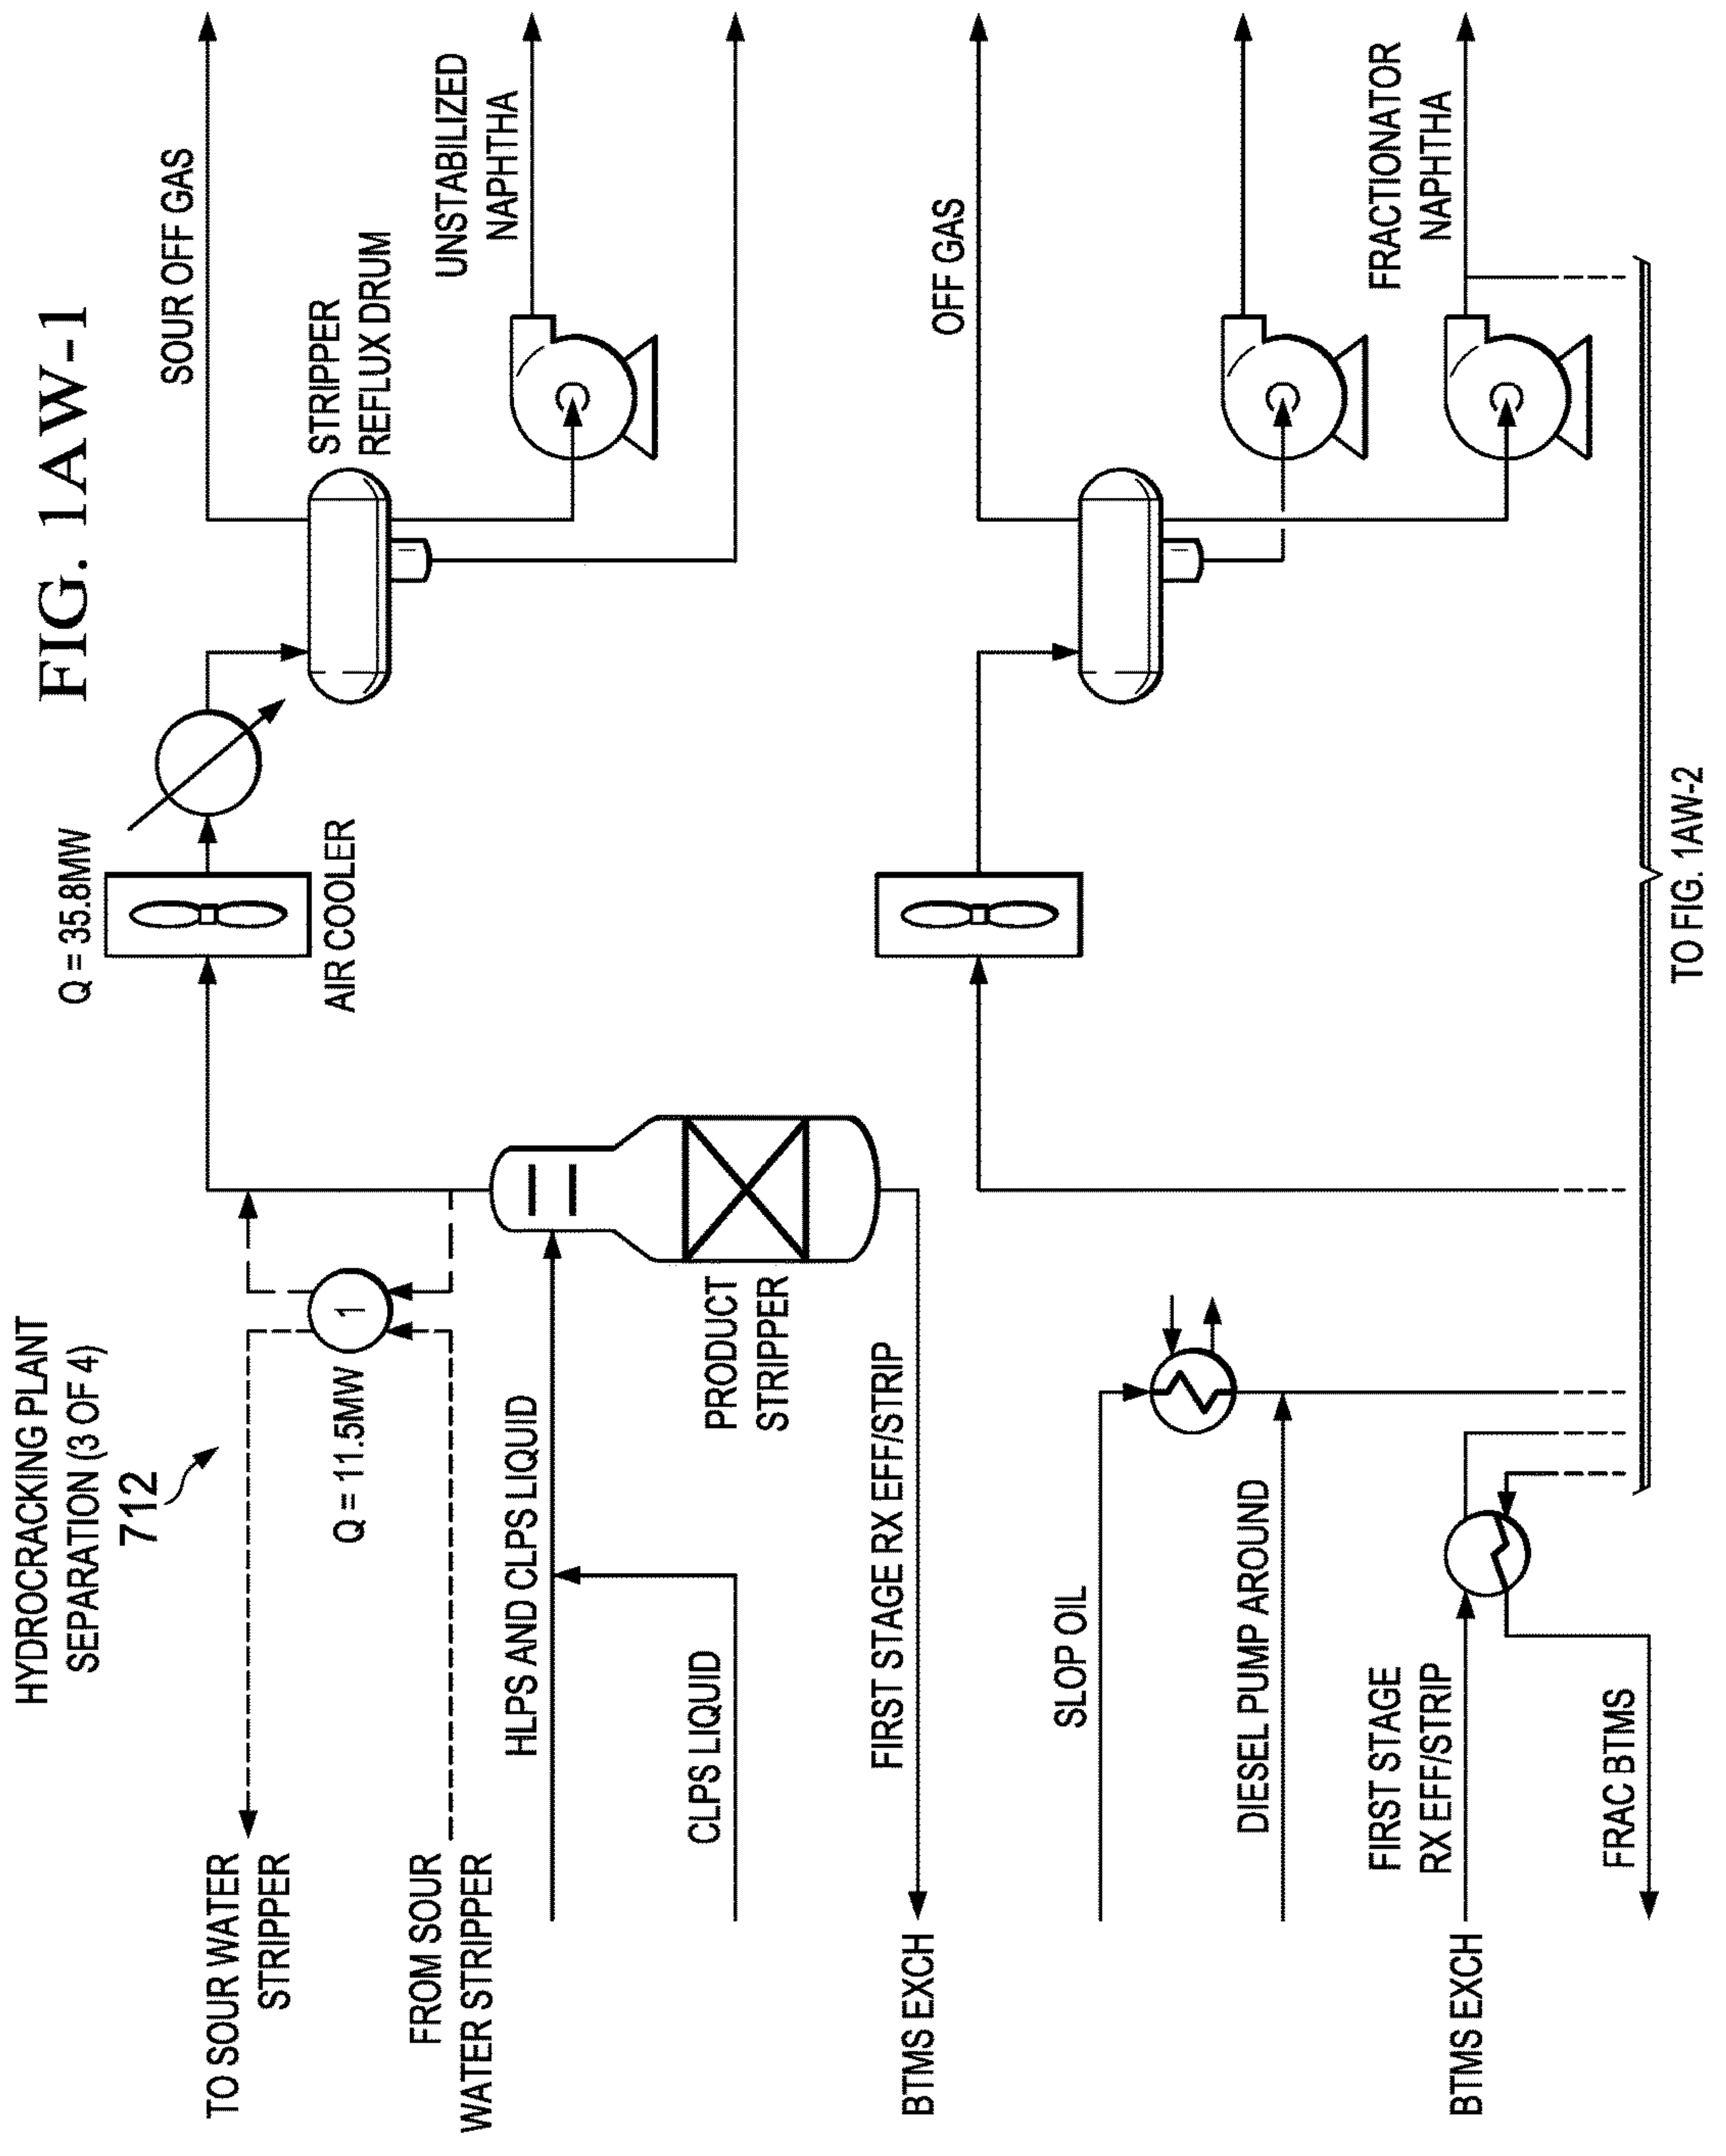 FIG. 1AW-1
HYDROCRACKING PLANT
SEPARATION (3 OF 4)
712
Q = 35.8MW
AIR COOLER
SOUR OFF GAS
STRIPPER
REFLUX DRUM
UNSTABILIZED
NAPHTHA
TO SOUR WATER
STRIPPER
1
Q = 11.5MW
FROM SOUR
WATER STRIPPER
HLPS AND CLPS LIQUID
PRODUCT
STRIPPER
CLPS LIQUID
FIRST STAGE RX EFF/STRIP
BTMS EXCH
OFF GAS
SLOP OIL
DIESEL PUMP AROUND
FRACTIONATOR
NAPHTHA
FIRST STAGE
RX EFF/STRIP
BTMS EXCH
FRAC BTMS
TO FIG. 1AW-2